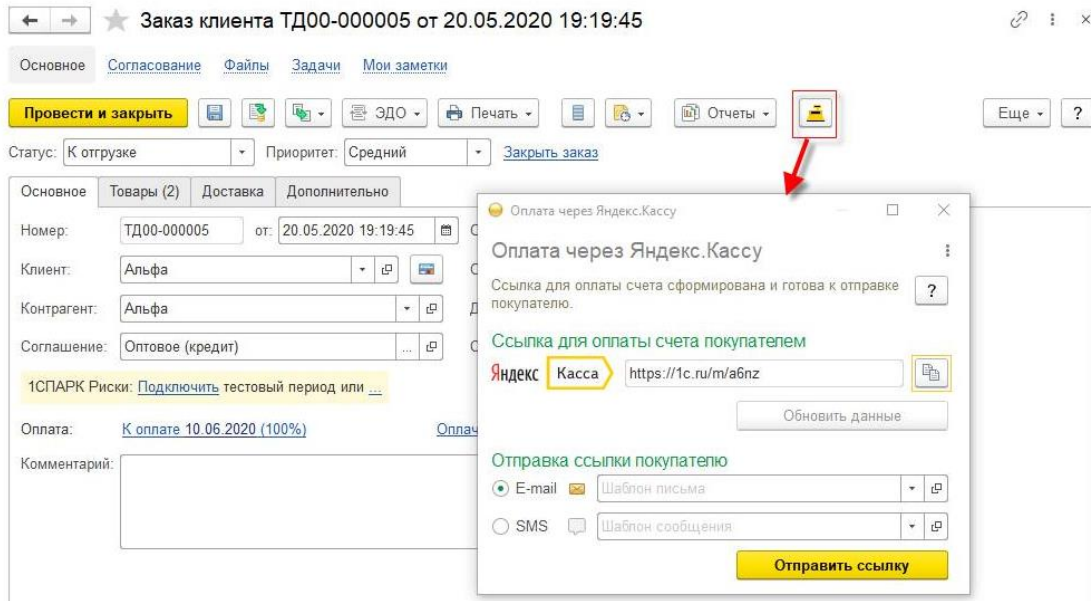 Заказ клиента ТД00-000005 от 20.05.2020 19:19:45
Основное Согласование Файлы Задачи Мои заметки
Провести и закрыть ЭДО Печать Отчеты Еще ?
Статус: К отгрузке Приоритет: Средний Закрыть заказ
Основное Товары (2) Доставка Дополнительно
Номер: ТД00-000005 от: 20.05.2020 19:19:45
Клиент: Альфа
Контрагент: Альфа
Соглашение: Оптовое (кредит)
1СПАРК Риски: Подключить тестовый период или ...
Оплата: К оплате 10.06.2020 (100%)
Комментарий:
Оплата через Яндекс.Кассу
Оплата через Яндекс.Кассу
Ссылка для оплаты счета сформирована и готова к отправке
покупателю.
?
Ссылка для оплаты счета покупателем
Яндекс Касса https://1c.ru/m/a6nz
Обновить данные
Отправка ссылки покупателю
E-mail Шаблон письма
SMS Шаблон сообщения
Отправить ссылку